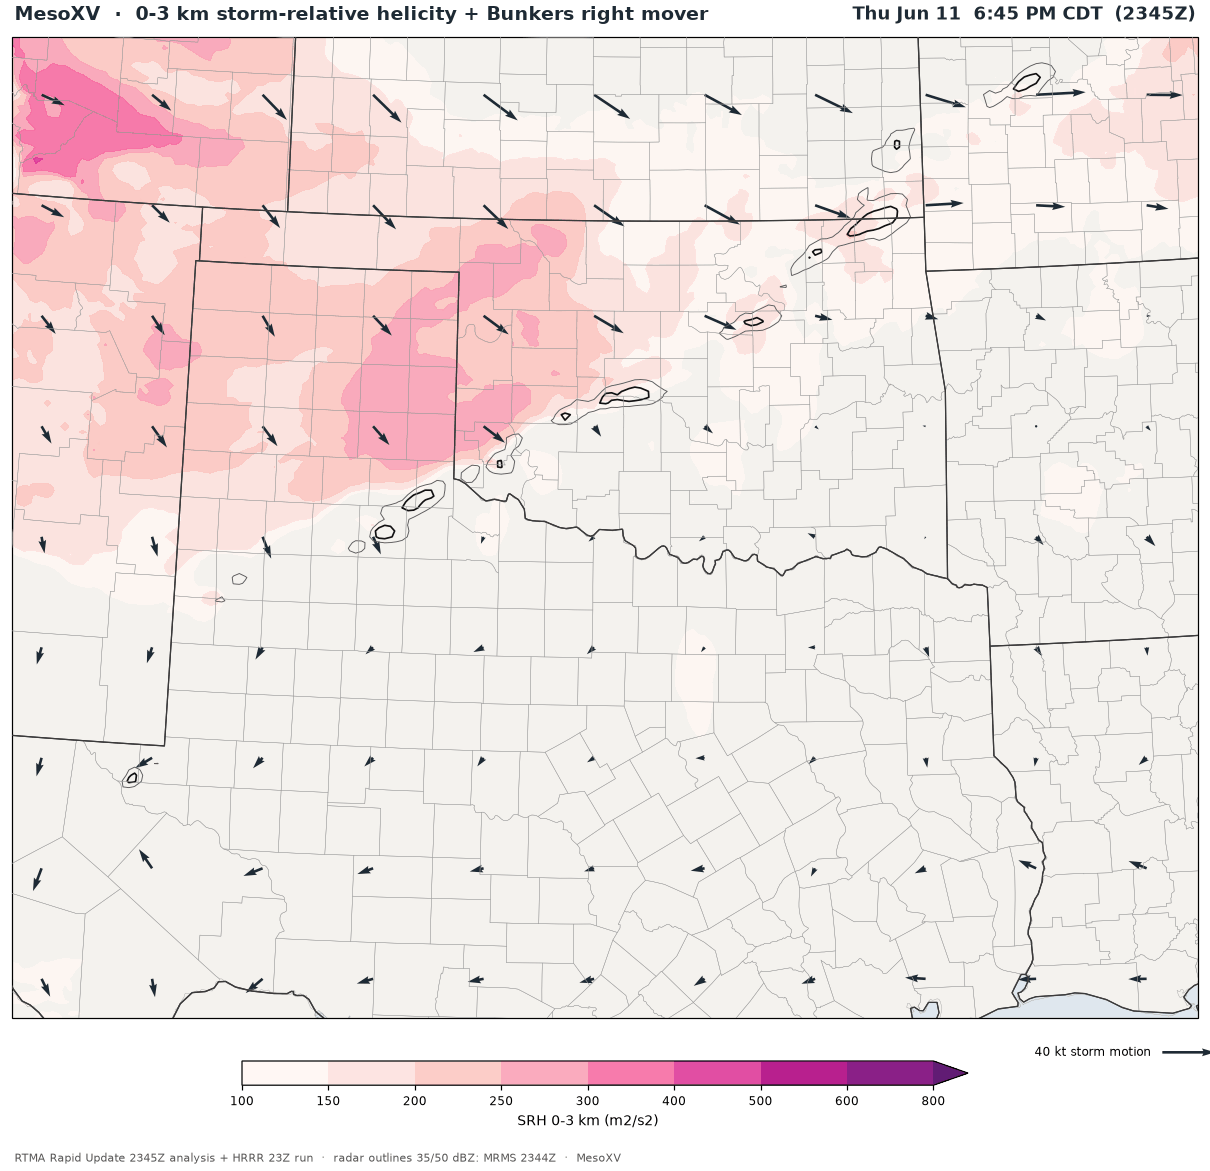 MesoXV · 0-3 km storm-relative helicity + Bunkers right mover
Thu Jun 11 6:45 PM CDT (2345Z)
40 kt storm motion
100 150 200 250 300 400 500 600 800
SRH 0-3 km (m2/s2)
RTMA Rapid Update 2345Z analysis + HRRR 23Z run · radar outlines 35/50 dBZ: MRMS 2344Z · MesoXV